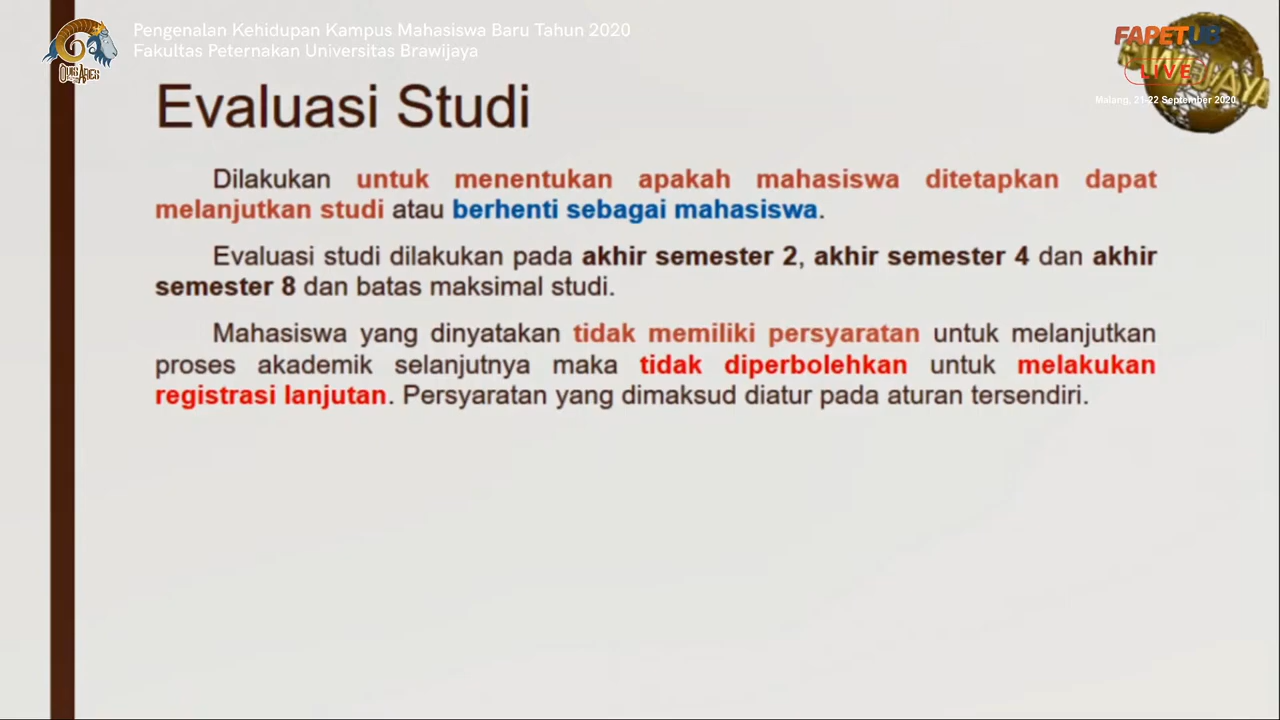 Pengenalan Kehidupan Kampus Mahasiswa Baru Tahun 2020
Fakultas Peternakan Universitas Brawijaya
FAPETUB
LIVE
Malang, 21-22 September 2020
Evaluasi Studi
Dilakukan untuk menentukan apakah mahasiswa ditetapkan dapat
melanjutkan studi atau berhenti sebagai mahasiswa.
Evaluasi studi dilakukan pada akhir semester 2, akhir semester 4 dan akhir
semester 8 dan batas maksimal studi.
Mahasiswa yang dinyatakan tidak memiliki persyaratan untuk melanjutkan
proses akademik selanjutnya maka tidak diperbolehkan untuk melakukan
registrasi lanjutan. Persyaratan yang dimaksud diatur pada aturan tersendiri.